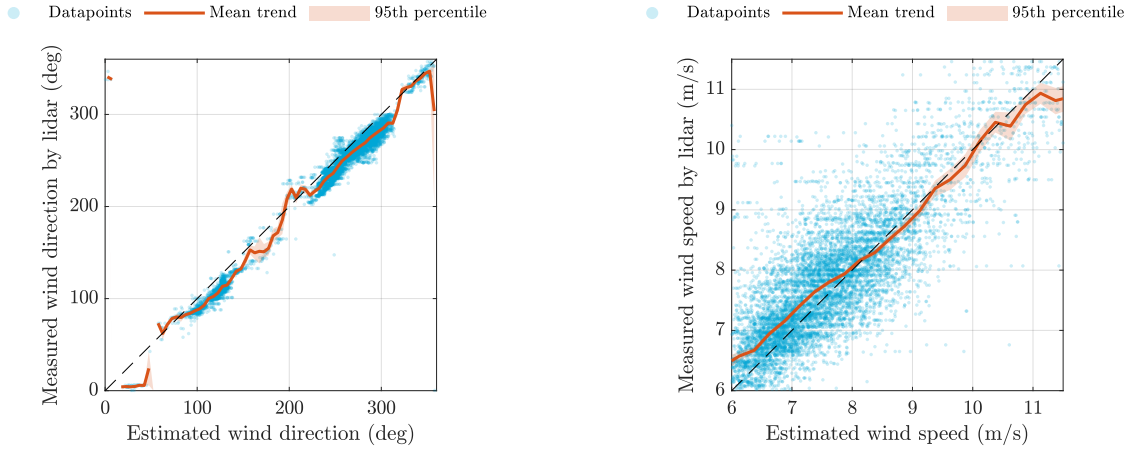 Datapoints Mean trend 95th percentile
Measured wind direction by lidar (deg)
300
200
100
0
0 100 200 300
Estimated wind direction (deg)
Datapoints Mean trend 95th percentile
Measured wind speed by lidar (m/s)
11
10
9
8
7
6
6 7 8 9 10 11
Estimated wind speed (m/s)